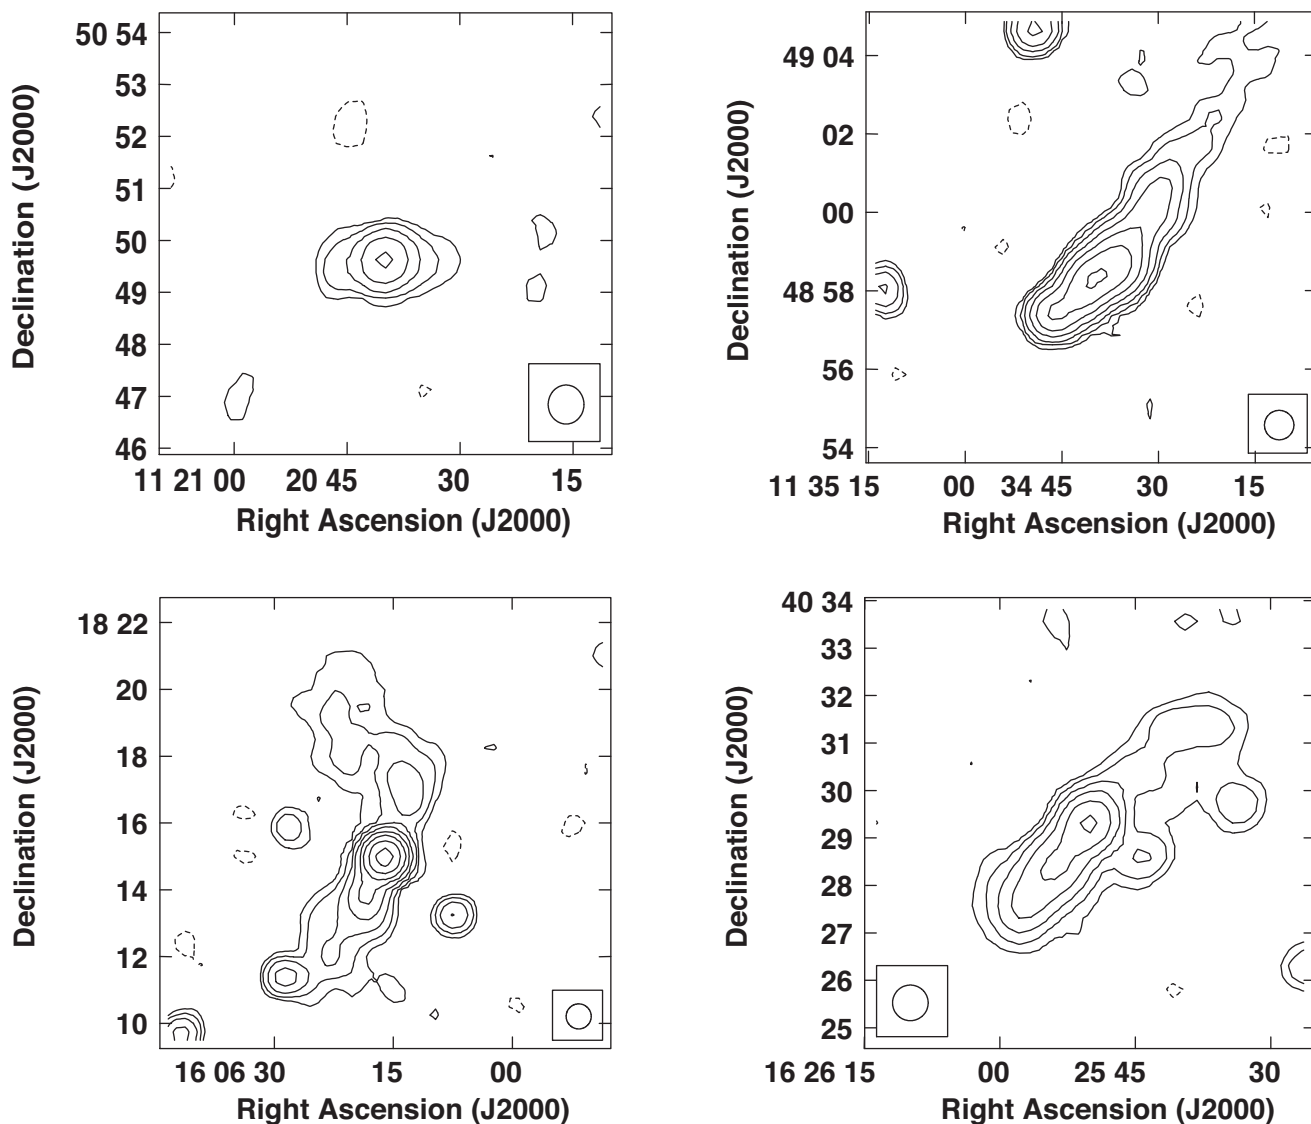 50 54
53
52
51
50
49
48
47
46
Declination (J2000)
11 21 00 20 45 30 15
Right Ascension (J2000)
49 04
02
00
48 58
56
54
Declination (J2000)
11 35 15 00 34 45 30 15
Right Ascension (J2000)
18 22
20
18
16
14
12
10
Declination (J2000)
16 06 30 15 00
Right Ascension (J2000)
40 34
33
32
31
30
29
28
27
26
25
Declination (J2000)
16 26 15 00 25 45 30
Right Ascension (J2000)